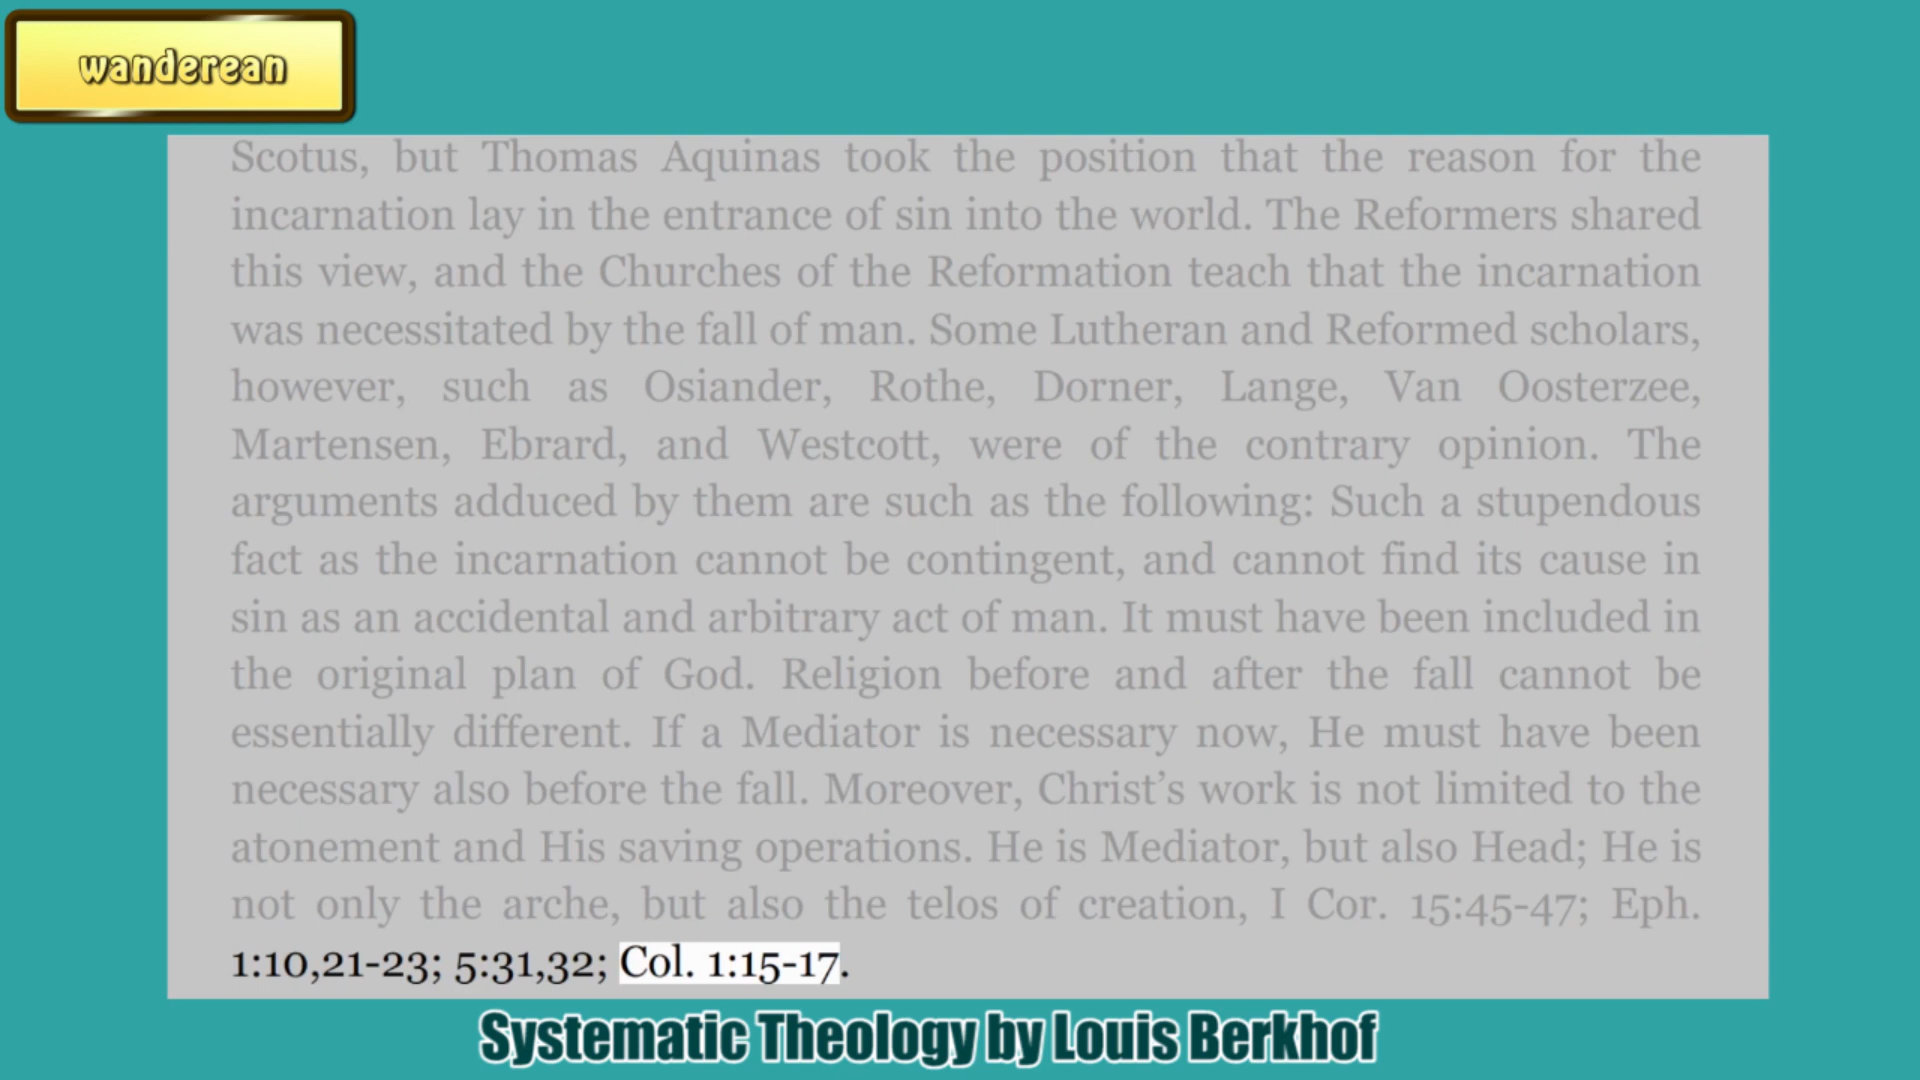 wanderean
Scotus, but Thomas Aquinas took the position that the reason for the
incarnation lay in the entrance of sin into the world. The Reformers shared
this view, and the Churches of the Reformation teach that the incarnation
was necessitated by the fall of man. Some Lutheran and Reformed scholars,
however, such as Osiander, Rothe, Dorner, Lange, Van Oosterzee,
Martensen, Ebrard, and Westcott, were of the contrary opinion. The
arguments adduced by them are such as the following: Such a stupendous
fact as the incarnation cannot be contingent, and cannot find its cause in
sin as an accidental and arbitrary act of man. It must have been included in
the original plan of God. Religion before and after the fall cannot be
essentially different. If a Mediator is necessary now, He must have been
necessary also before the fall. Moreover, Christ’s work is not limited to the
atonement and His saving operations. He is Mediator, but also Head; He is
not only the arche, but also the telos of creation, I Cor. 15:45-47; Eph.
1:10,21-23; 5:31,32; Col. 1:15-17.
Systematic Theology by Louis Berkhof